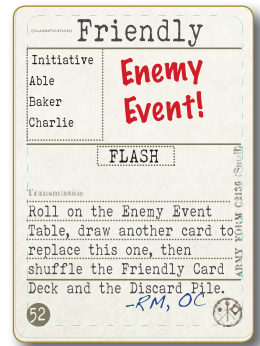 (CLASSIFICATION)
Friendly
Initiative
Able
Baker
Charlie
Enemy
Event!
FLASH
Transmission
Roll on the Enemy Event
Table, draw another card to
replace this one, then
shuffle the Friendly Card
Deck and the Discard Pile.
-RM, OC
ARMY FORM C2136 (Small)
52